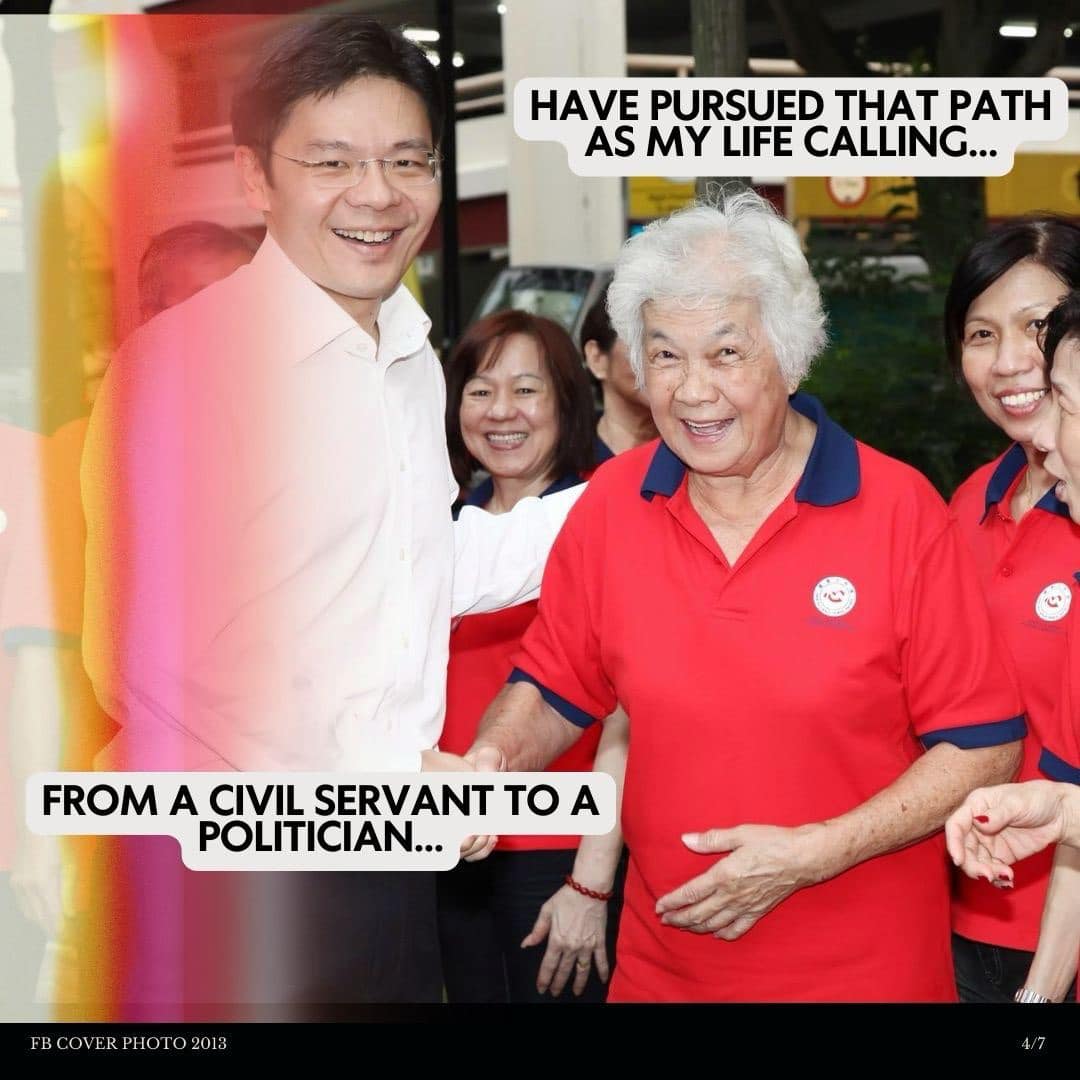 HAVE PURSUED THAT PATH
AS MY LIFE CALLING...
FROM A CIVIL SERVANT TO A
POLITICIAN...
FB COVER PHOTO 2013
4/7